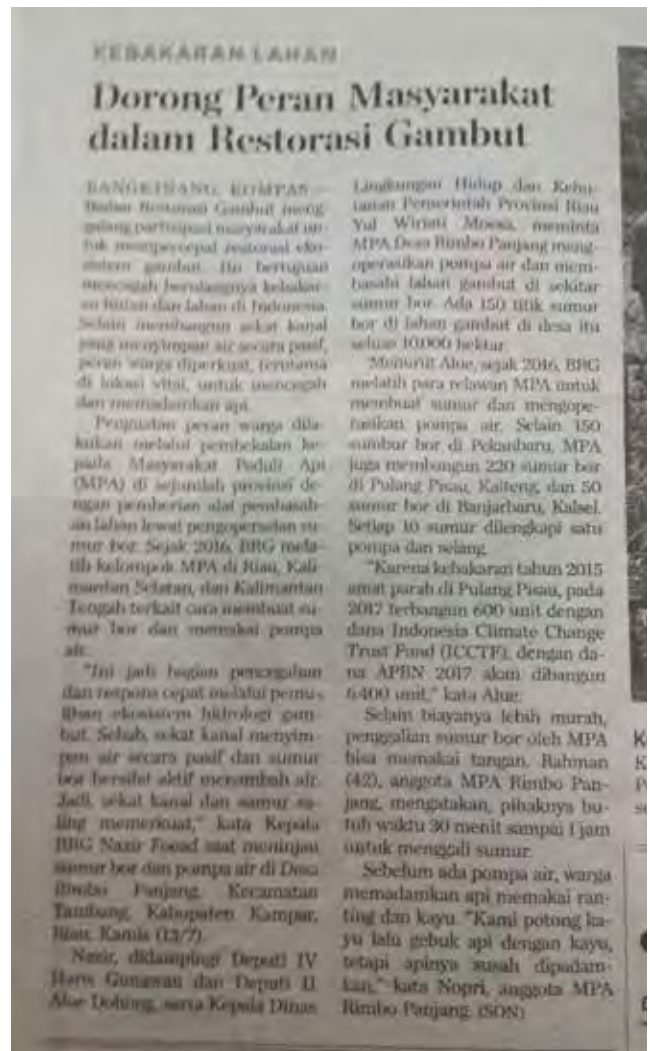 KEBAKARAN LAHAN
Dorong Peran Masyarakat
dalam Restorasi Gambut
BANGKINANG, KOMPAS —
Badan Restorasi Gambut meng-
galang partisipasi masyarakat un-
tuk mempercepat restorasi eko-
sistem gambut. Itu bertujuan
mencegah berulangnya kebakar-
an hutan dan lahan di Indonesia.
Selain membangun sekat kanal
yang menyimpan air secara pasif,
peran warga diperkuat, terutama
di lokasi vital, untuk mencegah
dan memadamkan api.
Penguatan peran warga dila-
kukan melalui pembekalan ke-
pada Masyarakat Peduli Api
(MPA) di sejumlah provinsi de-
ngan pemberian alat pembasah-
an lahan lewat pengoperasian su-
mur bor. Sejak 2016, BRG mela-
tih kelompok MPA di Riau, Kali-
mantan Selatan, dan Kalimantan
Tengah terkait cara membuat su-
mur bor dan memakai pompa
air.
"Ini jadi bagian pencegahan
dan respons cepat melalui pemu-
lihan ekosistem hidrologi gam-
but. Sebab, sekat kanal menyim-
pan air secara pasif dan sumur
bor bersifat aktif menambah air.
Jadi, sekat kanal dan sumur sa-
ling memerkuat," kata Kepala
BRG Nazir Foead saat meninjau
sumur bor dan pompa air di Desa
Rimbo Panjang, Kecamatan
Tambang, Kabupaten Kampar,
Riau, Kamis (13/7).
Nazir, didampingi Deputi IV
Haris Gunawan dan Deputi II
Alue Dohong, serta Kepala Dinas
Lingkungan Hidup dan Kehu-
tanan Pemerintah Provinsi Riau
Yul Wiriati Moesa, meminta
MPA Desa Rimbo Panjang meng-
operasikan pompa air dan mem-
basahi lahan gambut di sekitar
sumur bor. Ada 150 titik sumur
bor di lahan gambut di desa itu
seluas 10.000 hektar.
Menurut Alue, sejak 2016, BRG
melatih para relawan MPA untuk
membuat sumur dan mengope-
rasikan pompa air. Selain 150
sumbur bor di Pekanbaru, MPA
juga membangun 220 sumur bor
di Pulang Pisau, Kalteng, dan 50
sumur bor di Banjarbaru, Kalsel.
Setiap 10 sumur dilengkapi satu
pompa dan selang.
"Karena kebakaran tahun 2015
amat parah di Pulang Pisau, pada
2017 terbangun 600 unit dengan
dana Indonesia Climate Change
Trust Fund (ICCTF), dengan da-
na APBN 2017 akan dibangun
6.400 unit," kata Alue.
Selain biayanya lebih murah,
penggalian sumur bor oleh MPA
bisa memakai tangan. Rahman
(42), anggota MPA Rimbo Pan-
jang, mengatakan, pihaknya bu-
tuh waktu 30 menit sampai 1 jam
untuk menggali sumur.
Sebelum ada pompa air, warga
memadamkan api memakai ran-
ting dan kayu. "Kami potong ka-
yu lalu gebuk api dengan kayu,
tetapi apinya susah dipadam-
kan," kata Nopri, anggota MPA
Rimbo Panjang. (SON)